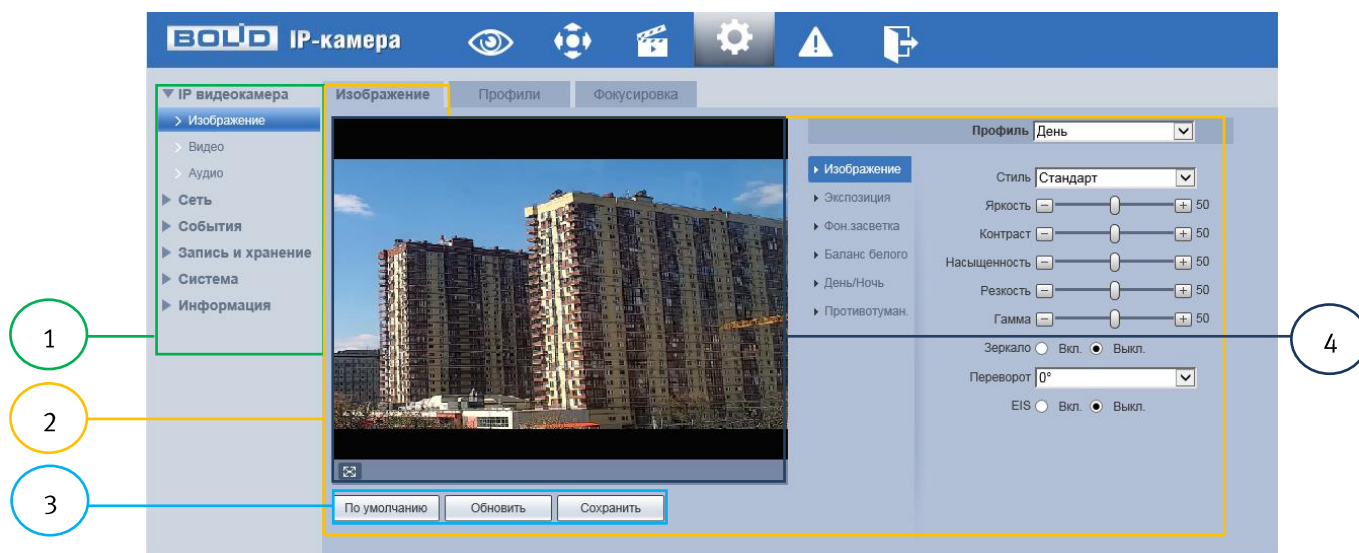 BOLID IP-камера
IP видеокамера
Изображение
Видео
Аудио
Сеть
События
Запись и хранение
Система
Информация
Изображение Профили Фокусировка
Профиль День
Изображение
Экспозиция
Фон.засветка
Баланс белого
День/Ночь
Противотуман.
Стиль Стандарт
Яркость 50
Контраст 50
Насыщенность 50
Резкость 50
Гамма 50
Зеркало Вкл. Выкл.
Переворот 0°
EIS Вкл. Выкл.
По умолчанию Обновить Сохранить
1
2
3
4